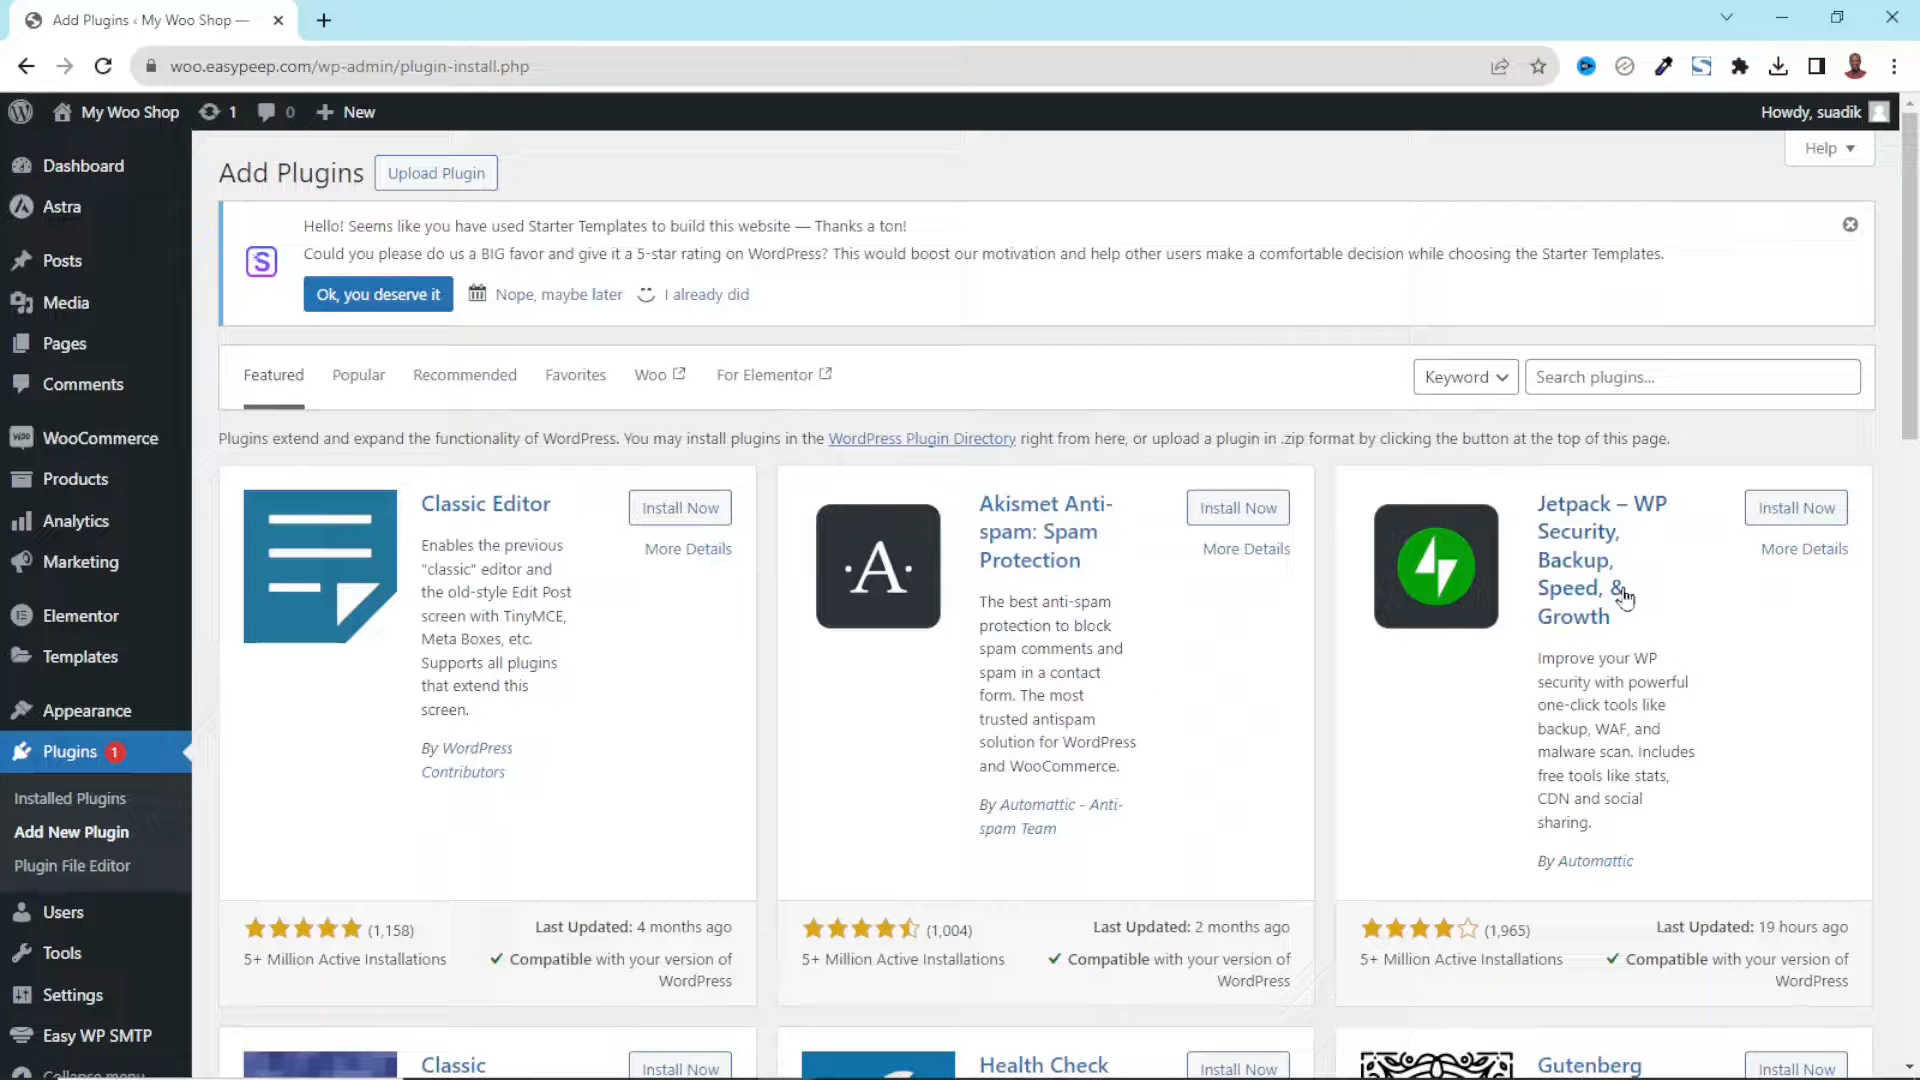 Add Plugins ‹ My Woo Shop —
woo.easypeep.com/wp-admin/plugin-install.php
My Woo Shop 1 0 New
Howdy, suadik
Dashboard
Astra
Posts
Media
Pages
Comments
WooCommerce
Products
Analytics
Marketing
Elementor
Templates
Appearance
Plugins 1
Installed Plugins
Add New Plugin
Plugin File Editor
Users
Tools
Settings
Easy WP SMTP
Collapse menu
Help
Add Plugins Upload Plugin
Hello! Seems like you have used Starter Templates to build this website — Thanks a ton!
Could you please do us a BIG favor and give it a 5-star rating on WordPress? This would boost our motivation and help other users make a comfortable decision while choosing the Starter Templates.
Ok, you deserve it Nope, maybe later I already did
Featured Popular Recommended Favorites Woo For Elementor Keyword Search plugins...
Plugins extend and expand the functionality of WordPress. You may install plugins in the WordPress Plugin Directory right from here, or upload a plugin in .zip format by clicking the button at the top of this page.
Classic Editor
Install Now
More Details
Enables the previous
"classic" editor and
the old-style Edit Post
screen with TinyMCE,
Meta Boxes, etc.
Supports all plugins
that extend this
screen.
By WordPress
Contributors
(1,158)
5+ Million Active Installations
Last Updated: 4 months ago
Compatible with your version of
WordPress
·A·
Akismet Anti-
spam: Spam
Protection
Install Now
More Details
The best anti-spam
protection to block
spam comments and
spam in a contact
form. The most
trusted antispam
solution for WordPress
and WooCommerce.
By Automattic - Anti-
spam Team
(1,004)
5+ Million Active Installations
Last Updated: 2 months ago
Compatible with your version of
WordPress
Jetpack – WP
Security,
Backup,
Speed, &
Growth
Install Now
More Details
Improve your WP
security with powerful
one-click tools like
backup, WAF, and
malware scan. Includes
free tools like stats,
CDN and social
sharing.
By Automattic
(1,965)
5+ Million Active Installations
Last Updated: 19 hours ago
Compatible with your version of
WordPress
Classic
Install Now
Health Check
Install Now
Gutenberg
Install Now